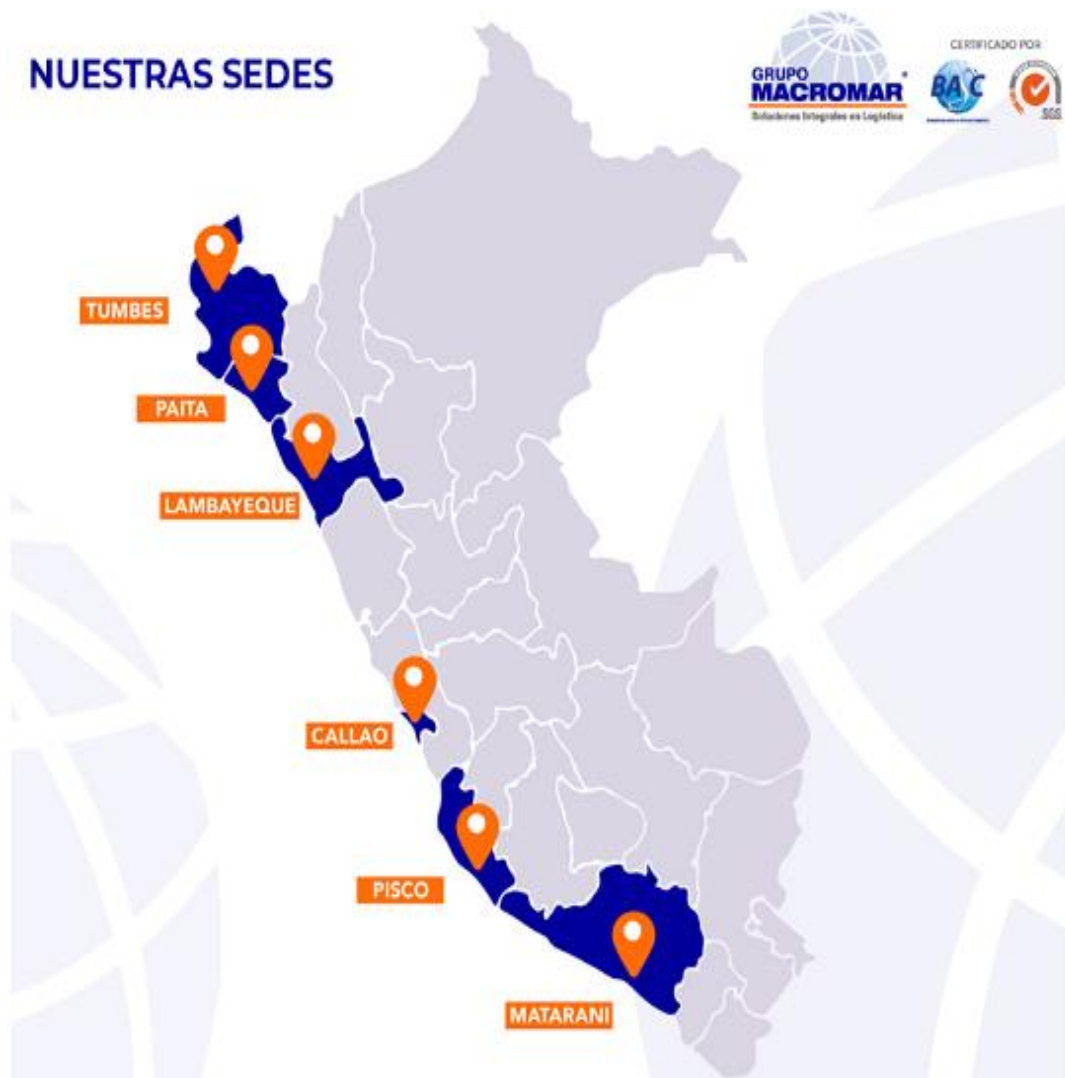 NUESTRAS SEDES
GRUPO
MACROMAR
Soluciones Integrales en Logística
CERTIFICADO POR
BASC
SGS
TUMBES
PAITA
LAMBAYEQUE
CALLAO
PISCO
MATARANI